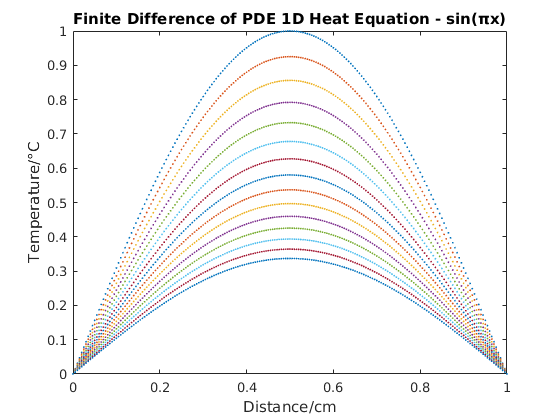 Finite Difference of PDE 1D Heat Equation - sin(πx)
1
0.9
0.8
0.7
0.6
0.5
0.4
0.3
0.2
0.1
0
Temperature/°C
0 0.2 0.4 0.6 0.8 1
Distance/cm